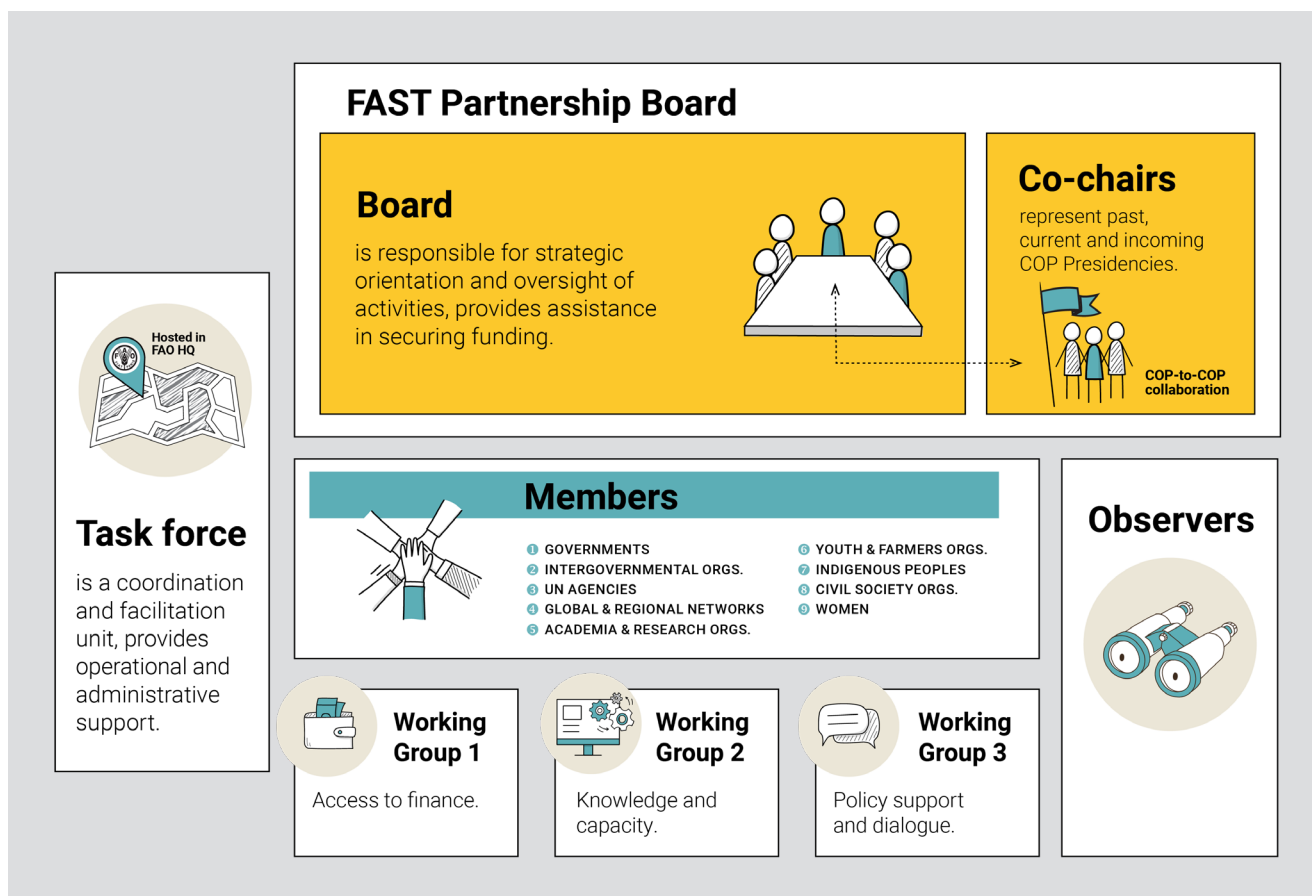 FAST Partnership Board
Board
is responsible for strategic
orientation and oversight of
activities, provides assistance
in securing funding.
Co-chairs
represent past,
current and incoming
COP Presidencies.
COP-to-COP
collaboration
Hosted in
FAO HQ
FAO
Task force
is a coordination
and facilitation
unit, provides
operational and
administrative
support.
Members
1 GOVERNMENTS
2 INTERGOVERNMENTAL ORGS.
3 UN AGENCIES
4 GLOBAL & REGIONAL NETWORKS
5 ACADEMIA & RESEARCH ORGS.
6 YOUTH & FARMERS ORGS.
7 INDIGENOUS PEOPLES
8 CIVIL SOCIETY ORGS.
9 WOMEN
Observers
Working
Group 1
Access to finance.
Working
Group 2
Knowledge and
capacity.
Working
Group 3
Policy support
and dialogue.